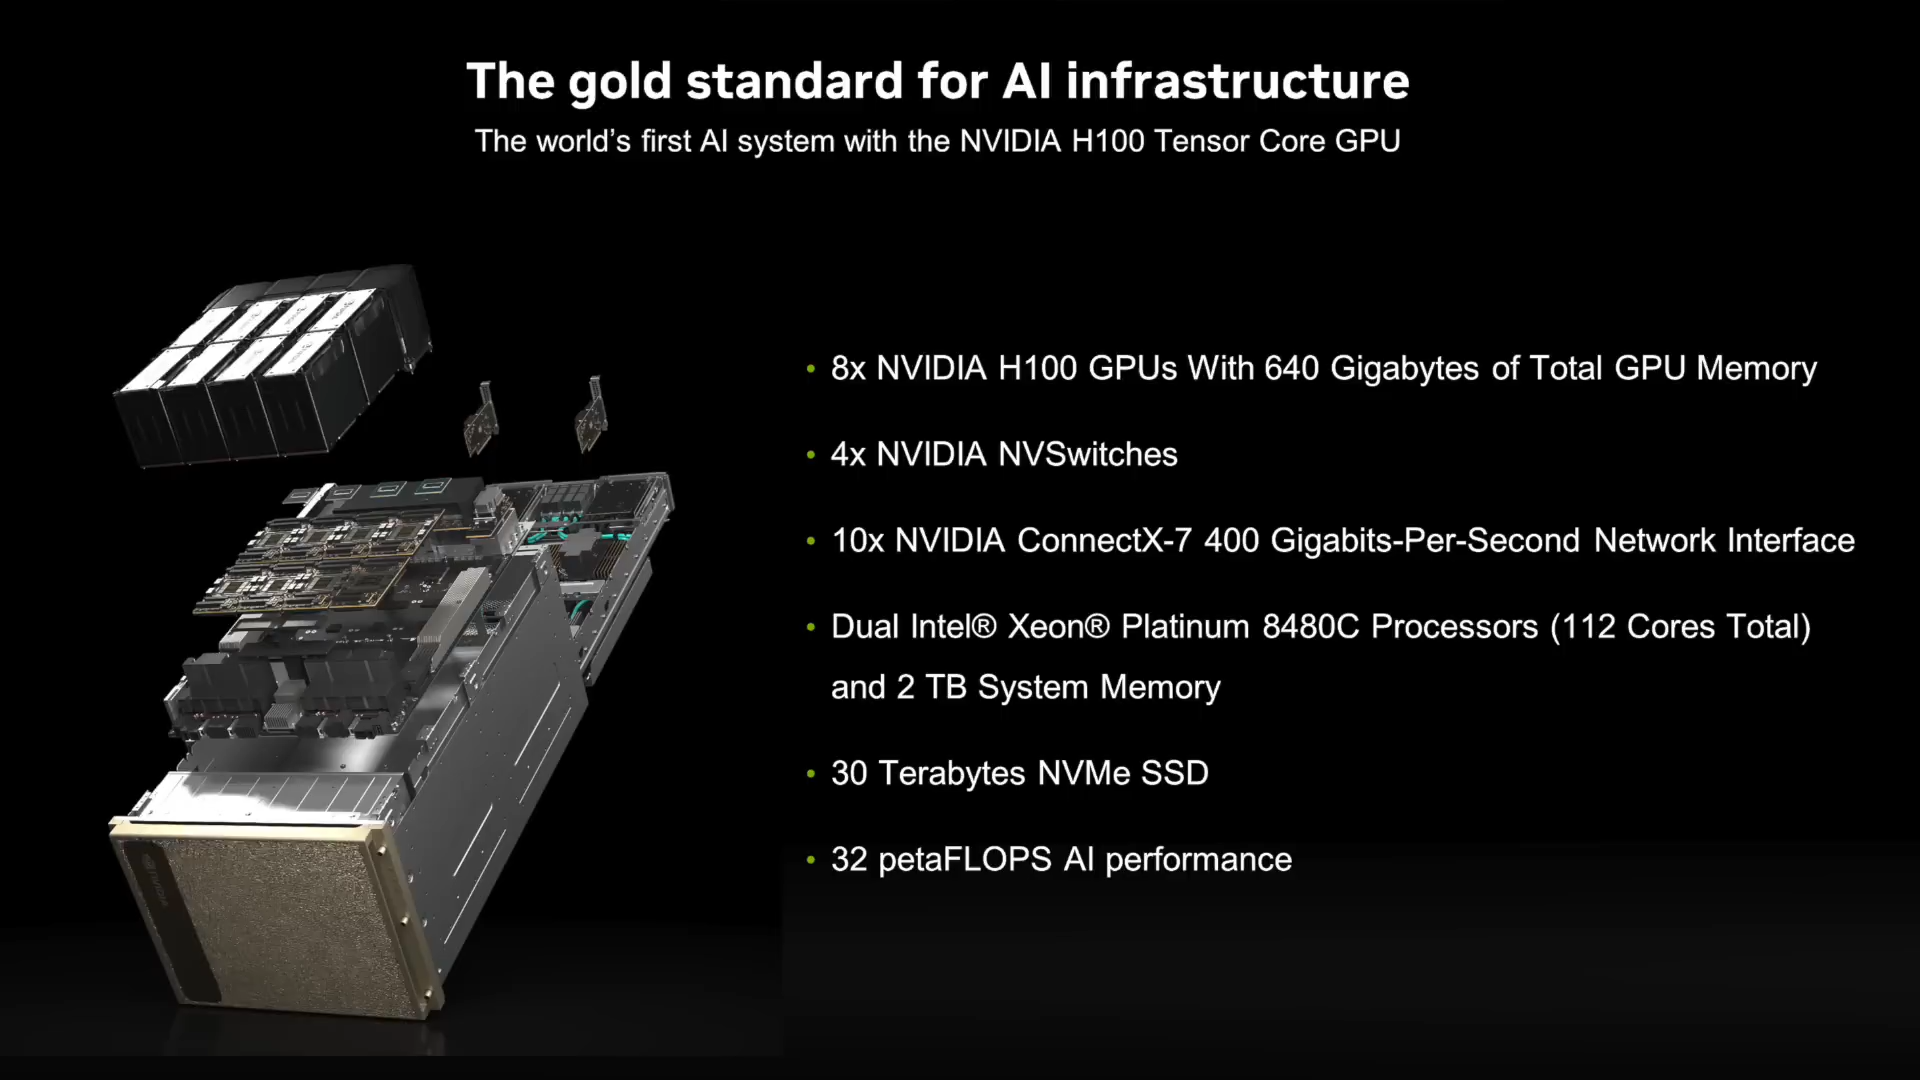 The gold standard for AI infrastructure
The world's first AI system with the NVIDIA H100 Tensor Core GPU
• 8x NVIDIA H100 GPUs With 640 Gigabytes of Total GPU Memory
• 4x NVIDIA NVSwitches
• 10x NVIDIA ConnectX-7 400 Gigabits-Per-Second Network Interface
• Dual Intel® Xeon® Platinum 8480C Processors (112 Cores Total)
and 2 TB System Memory
• 30 Terabytes NVMe SSD
• 32 petaFLOPS AI performance
NVIDIA